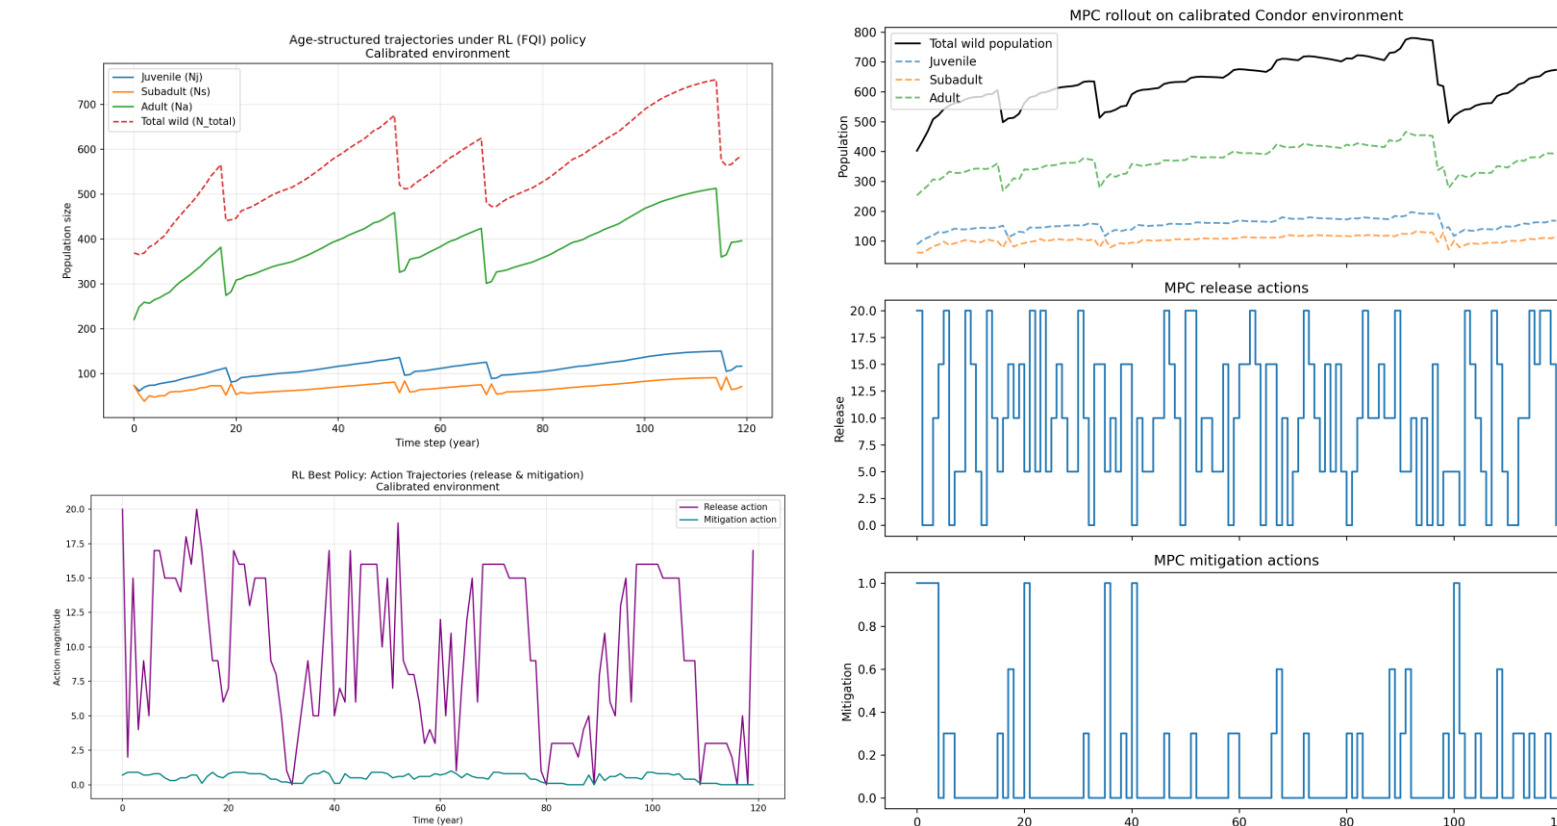 Age-structured trajectories under RL (FQI) policy
Calibrated environment
Juvenile (Nj)
Subadult (Ns)
Adult (Na)
Total wild (N_total)
700
600
500
400
300
200
100
Population size
0 20 40 60 80 100 120
Time step (year)
RL Best Policy: Action Trajectories (release & mitigation)
Calibrated environment
Release action
Mitigation action
20.0
17.5
15.0
12.5
10.0
7.5
5.0
2.5
0.0
Action magnitude
0 20 40 60 80 100 120
Time (year)
MPC rollout on calibrated Condor environment
Total wild population
Juvenile
Subadult
Adult
800
700
600
500
400
300
200
100
Population
MPC release actions
20.0
17.5
15.0
12.5
10.0
7.5
5.0
2.5
0.0
Release
MPC mitigation actions
1.0
0.8
0.6
0.4
0.2
0.0
Mitigation
0 20 40 60 80 100